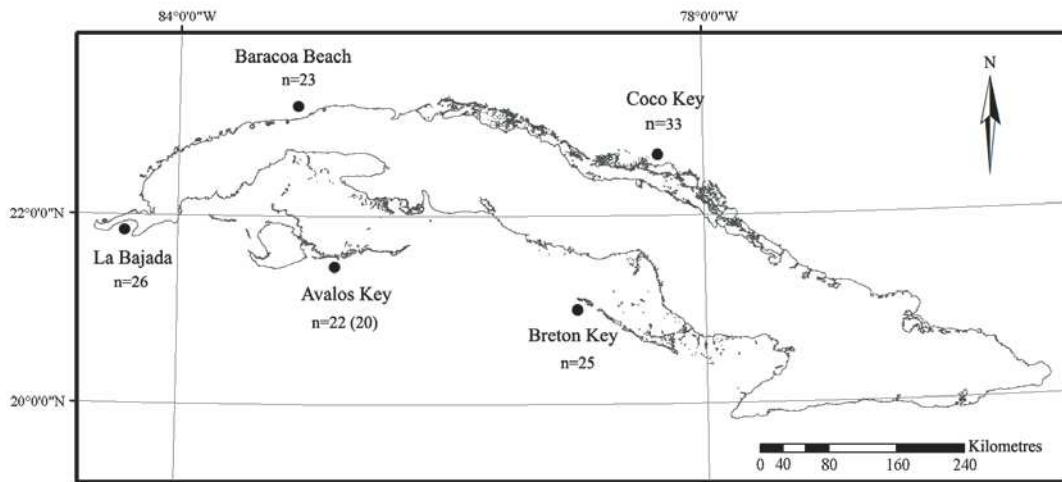 84°0'0"W
78°0'0"W
Baracoa Beach
n=23
Coco Key
n=33
N
22°0'0"N
La Bajada
n=26
Avalos Key
n=22 (20)
Breton Key
n=25
20°0'0"N
Kilometres
0 40 80 160 240